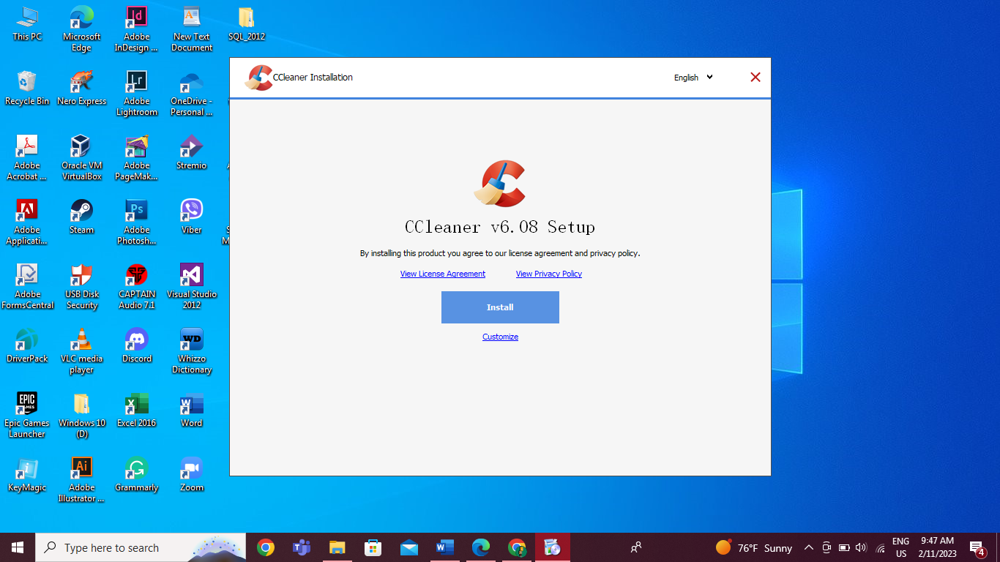 This PC
Microsoft
Edge
Adobe
InDesign ...
New Text
Document
SQL_2012
CCleaner Installation
English
Recycle Bin
Nero Express
Adobe
Lightroom
OneDrive -
Personal ...
Adobe
Acrobat ...
Oracle VM
VirtualBox
Adobe
PageMak...
Stremio
CCleaner v6.08 Setup
By installing this product you agree to our license agreement and privacy policy.
View License Agreement
View Privacy Policy
Install
Customize
Adobe
Applicati...
Steam
Adobe
Photosh...
Viber
Adobe
FormsCentral
USB Disk
Security
CAPTAIN
Audio 7.1
Visual Studio
2012
DriverPack
VLC media
player
Discord
Whizzo
Dictionary
Epic Games
Launcher
Windows 10
(D)
Excel 2016
Word
KeyMagic
Adobe
Illustrator ...
Grammarly
Zoom
Type here to search
76°F Sunny
ENG
US
9:47 AM
2/11/2023
4